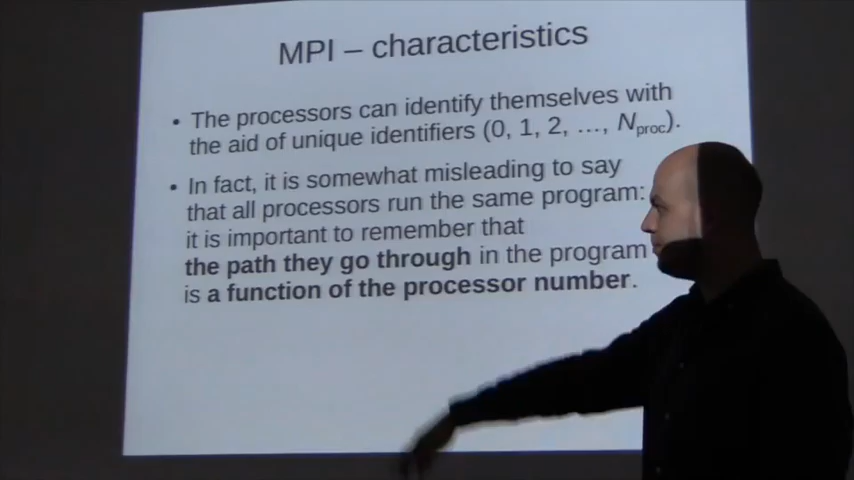 MPI – characteristics
• The processors can identify themselves with
the aid of unique identifiers (0, 1, 2, …, Nproc).
• In fact, it is somewhat misleading to say
that all processors run the same program:
it is important to remember that
the path they go through in the program
is a function of the processor number.